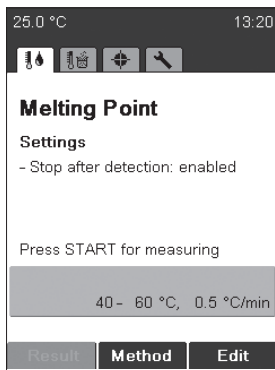 25.0 °C 13:20
Melting Point
Settings
- Stop after detection: enabled
Press START for measuring
40 - 60 °C, 0.5 °C/min
Result Method Edit